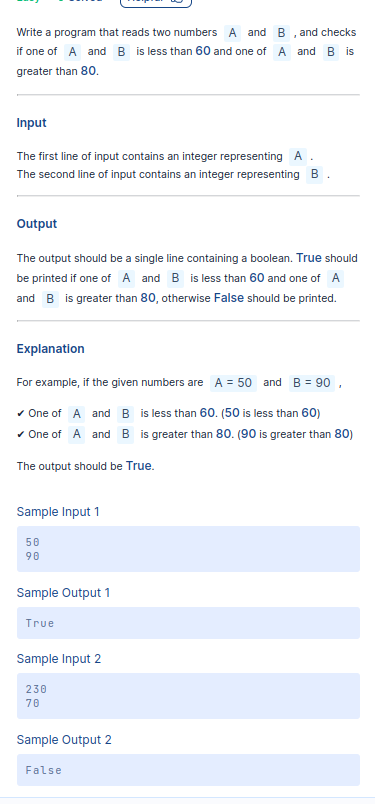 Write a program that reads two numbers A and B , and checks
if one of A and B is less than 60 and one of A and B is
greater than 80.
Input
The first line of input contains an integer representing A .
The second line of input contains an integer representing B .
Output
The output should be a single line containing a boolean. True should
be printed if one of A and B is less than 60 and one of A
and B is greater than 80, otherwise False should be printed.
Explanation
For example, if the given numbers are A = 50 and B = 90 ,
✔ One of A and B is less than 60. (50 is less than 60)
✔ One of A and B is greater than 80. (90 is greater than 80)
The output should be True.
Sample Input 1
50
90
Sample Output 1
True
Sample Input 2
230
70
Sample Output 2
False